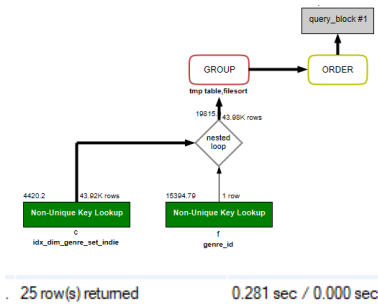 query_block #1
GROUP
ORDER
tmp table,filesort
19815.
43.98K rows
nested
loop
4420.2
43.92K rows
15394.79
1 row
Non-Unique Key Lookup
Non-Unique Key Lookup
c
f
idx_dim_genre_set_indie
genre_id
. 25 row(s) returned
0.281 sec / 0.000 sec